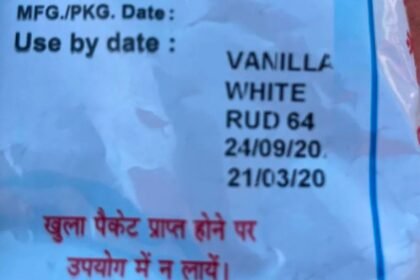 MFG./PKG. Date:
Use by date :
VANILLA
WHITE
RUD 64
24/09/20.
21/03/20
खुला पैकेट प्राप्त होने पर
उपयोग में न लायें।